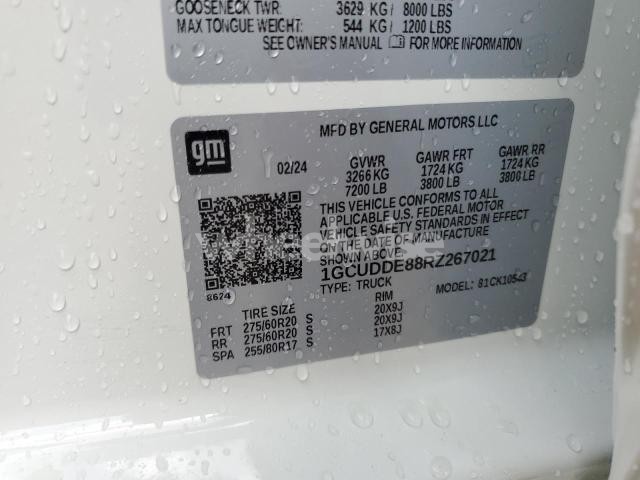 GOOSENECK TWR: 3629 KG / 8000 LBS
MAX TONGUE WEIGHT: 544 KG / 1200 LBS
SEE OWNER'S MANUAL FOR MORE INFORMATION
gm
MFD BY GENERAL MOTORS LLC
02/24 GVWR GAWR FRT GAWR RR
3266 KG 1724 KG 1724 KG
7200 LB 3800 LB 3800 LB
THIS VEHICLE CONFORMS TO ALL
APPLICABLE U.S. FEDERAL MOTOR
VEHICLE SAFETY STANDARDS IN EFFECT
ON THE DATE OF MANUFACTURE
SHOWN ABOVE.
1GCUDDE88RZ267021
TYPE: TRUCK MODEL: 81CK10543
8624
TIRE SIZE RIM
FRT 275/60R20 S 20X9J
RR 275/60R20 S 20X9J
SPA 255/80R17 S 17X8J